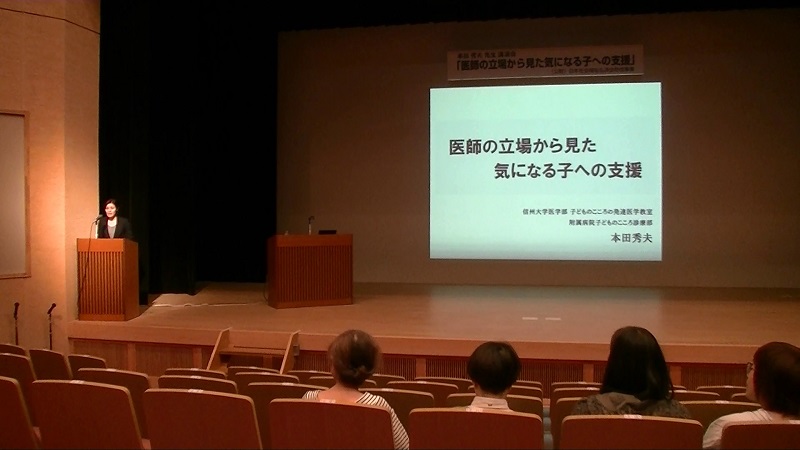 「医師の立場から見た気になる子への支援」
医師の立場から見た
気になる子への支援
信州大学医学部 子どものこころの発達医学教室
附属病院子どものこころ診療部
本田秀夫